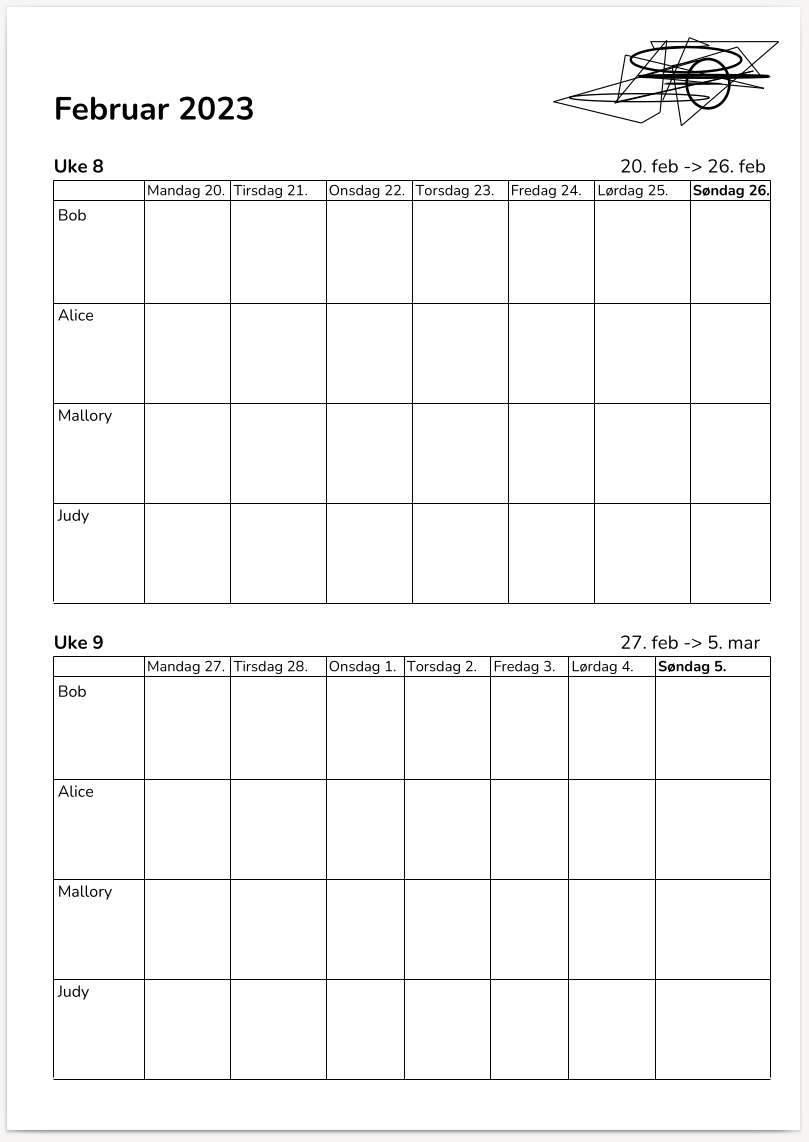 Februar 2023
Uke 8 20. feb -> 26. feb
Mandag 20. Tirsdag 21. Onsdag 22. Torsdag 23. Fredag 24. Lørdag 25. Søndag 26.
Bob
Alice
Mallory
Judy
Uke 9 27. feb -> 5. mar
Mandag 27. Tirsdag 28. Onsdag 1. Torsdag 2. Fredag 3. Lørdag 4. Søndag 5.
Bob
Alice
Mallory
Judy